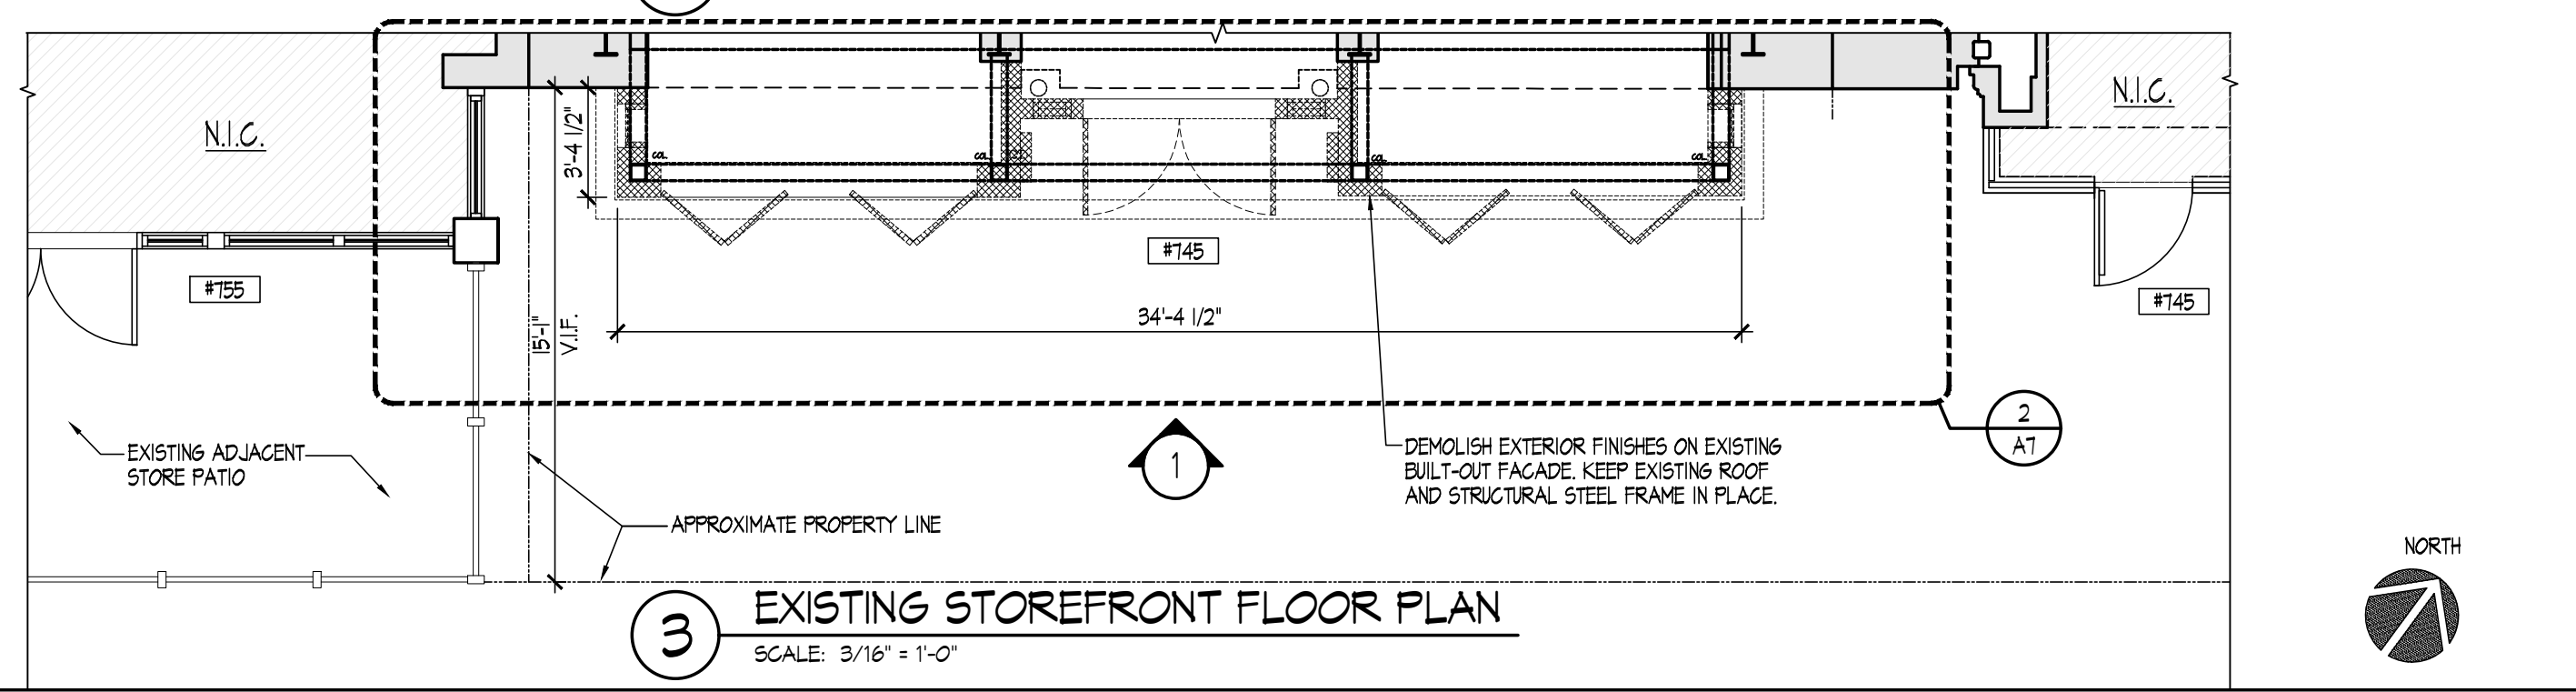 N.I.C.
N.I.C.
3'-4 1/2"
COL
COL
COL
COL
#745
#755
#745
34'-4 1/2"
15'-1"
V.I.F.
2
A7
1
EXISTING ADJACENT
STORE PATIO
DEMOLISH EXTERIOR FINISHES ON EXISTING
BUILT-OUT FACADE. KEEP EXISTING ROOF
AND STRUCTURAL STEEL FRAME IN PLACE.
APPROXIMATE PROPERTY LINE
NORTH
3
EXISTING STOREFRONT FLOOR PLAN
SCALE: 3/16" = 1'-0"